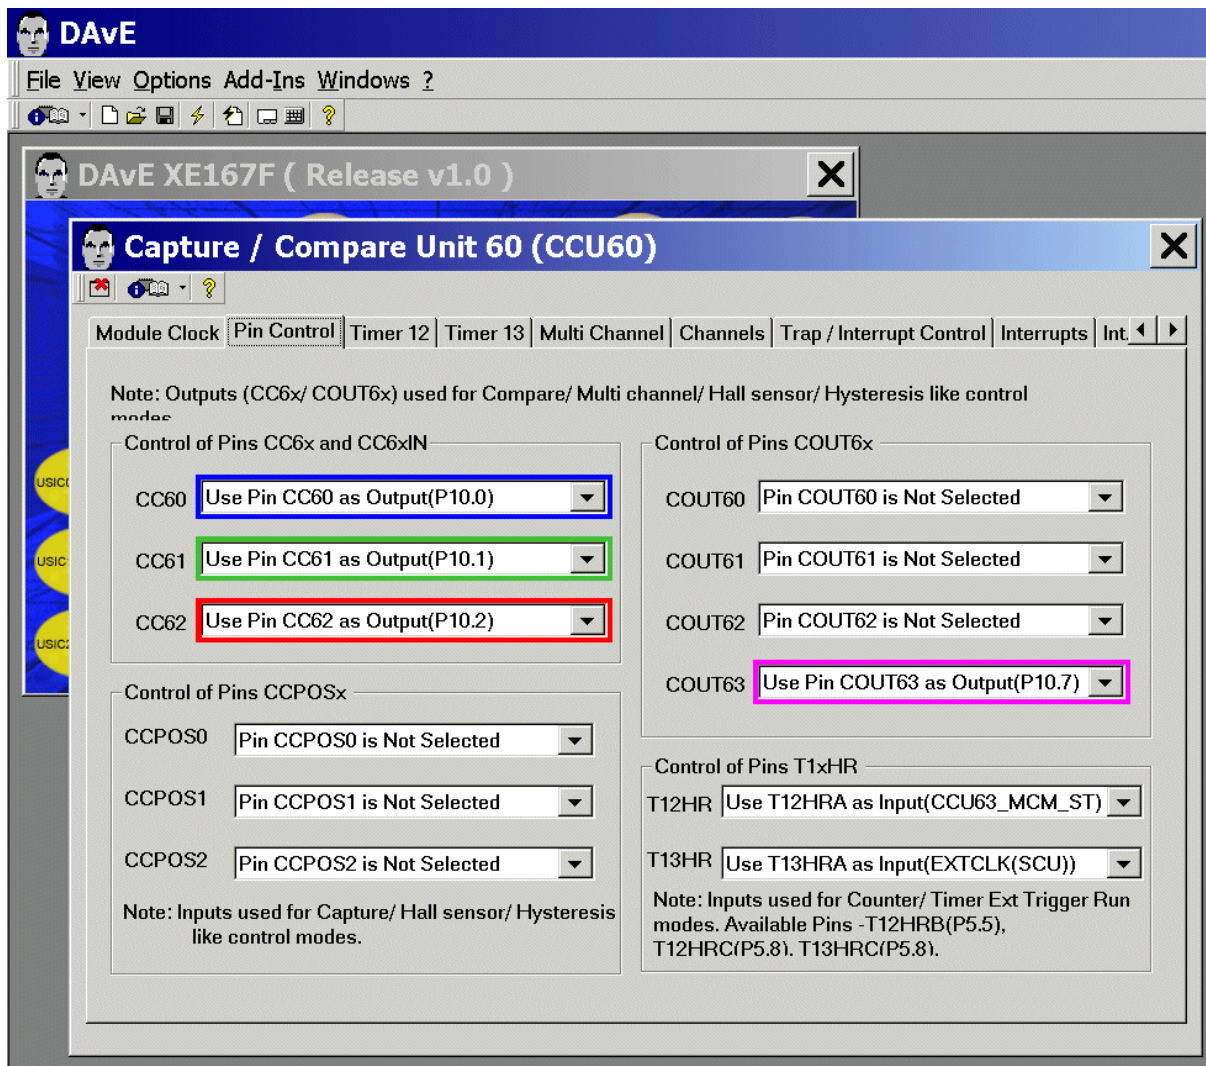 DAvE
File View Options Add-Ins Windows ?
DAvE XE167F ( Release v1.0 )
Capture / Compare Unit 60 (CCU60)
Module Clock Pin Control Timer 12 Timer 13 Multi Channel Channels Trap / Interrupt Control Interrupts Int.
Note: Outputs (CC6x/ COUT6x) used for Compare/ Multi channel/ Hall sensor/ Hysteresis like control
modes.
Control of Pins CC6x and CC6xIN
CC60 Use Pin CC60 as Output(P10.0)
CC61 Use Pin CC61 as Output(P10.1)
CC62 Use Pin CC62 as Output(P10.2)
Control of Pins COUT6x
COUT60 Pin COUT60 is Not Selected
COUT61 Pin COUT61 is Not Selected
COUT62 Pin COUT62 is Not Selected
COUT63 Use Pin COUT63 as Output(P10.7)
Control of Pins CCPOSx
CCPOS0 Pin CCPOS0 is Not Selected
CCPOS1 Pin CCPOS1 is Not Selected
CCPOS2 Pin CCPOS2 is Not Selected
Note: Inputs used for Capture/ Hall sensor/ Hysteresis
like control modes.
Control of Pins T1xHR
T12HR Use T12HRA as Input(CCU63_MCM_ST)
T13HR Use T13HRA as Input(EXTCLK(SCU))
Note: Inputs used for Counter/ Timer Ext Trigger Run
modes. Available Pins -T12HRB(P5.5),
T12HRC(P5.8). T13HRC(P5.8).